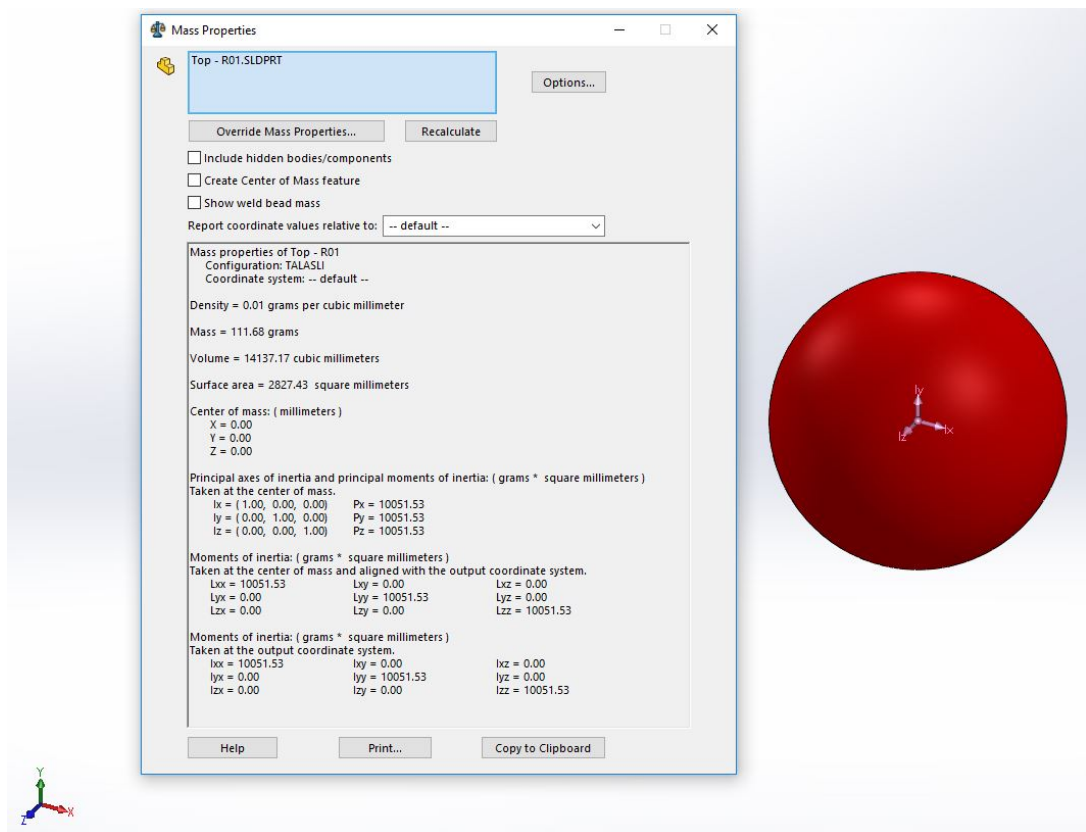 Mass Properties
Top - R01.SLDPRT
Options...
Override Mass Properties...
Recalculate
Include hidden bodies/components
Create Center of Mass feature
Show weld bead mass
Report coordinate values relative to: -- default --
Mass properties of Top - R01
Configuration: TALASLI
Coordinate system: -- default --
Density = 0.01 grams per cubic millimeter
Mass = 111.68 grams
Volume = 14137.17 cubic millimeters
Surface area = 2827.43 square millimeters
Center of mass: ( millimeters )
X = 0.00
Y = 0.00
Z = 0.00
Principal axes of inertia and principal moments of inertia: ( grams * square millimeters )
Taken at the center of mass.
Ix = ( 1.00, 0.00, 0.00) Px = 10051.53
Iy = ( 0.00, 1.00, 0.00) Py = 10051.53
Iz = ( 0.00, 0.00, 1.00) Pz = 10051.53
Moments of inertia: ( grams * square millimeters )
Taken at the center of mass and aligned with the output coordinate system.
Lxx = 10051.53 Lxy = 0.00 Lxz = 0.00
Lyx = 0.00 Lyy = 10051.53 Lyz = 0.00
Lzx = 0.00 Lzy = 0.00 Lzz = 10051.53
Moments of inertia: ( grams * square millimeters )
Taken at the output coordinate system.
Ixx = 10051.53 Ixy = 0.00 Ixz = 0.00
Iyx = 0.00 Iyy = 10051.53 Iyz = 0.00
Izx = 0.00 Izy = 0.00 Izz = 10051.53
Help
Print...
Copy to Clipboard
Iy
Ix
Iz
Y
X
Z